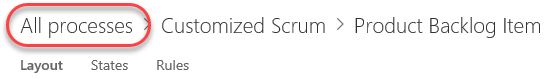 All processes > Customized Scrum > Product Backlog Item
Layout States Rules